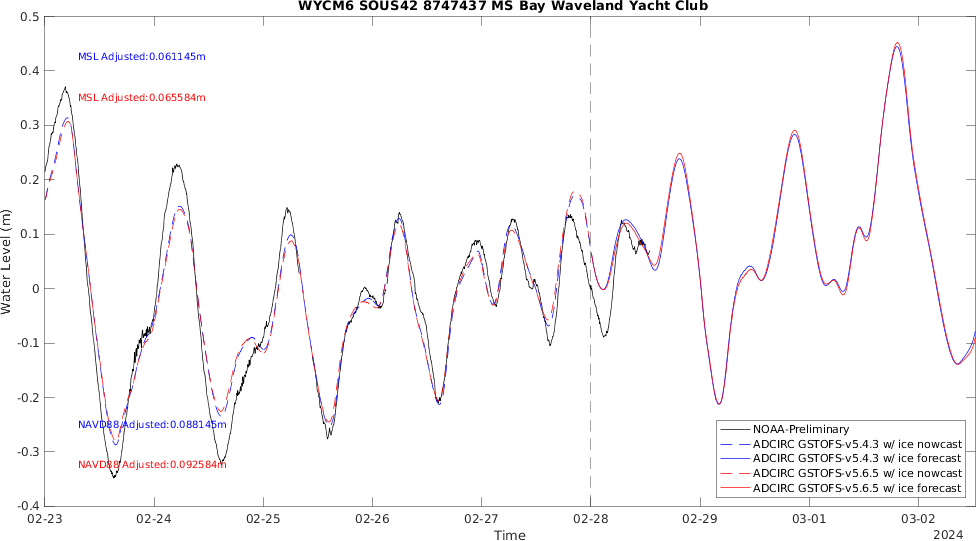 WYCM6 SOUS42 8747437 MS Bay Waveland Yacht Club
0.5
0.4
0.3
0.2
0.1
0
-0.1
-0.2
-0.3
-0.4
Water Level (m)
MSL Adjusted:0.061145m
MSL Adjusted:0.065584m
NAVD88 Adjusted:0.088145m
NAVD88 Adjusted:0.092584m
NOAA-Preliminary
ADCIRC GSTOFS-v5.4.3 w/ ice nowcast
ADCIRC GSTOFS-v5.4.3 w/ ice forecast
ADCIRC GSTOFS-v5.6.5 w/ ice nowcast
ADCIRC GSTOFS-v5.6.5 w/ ice forecast
02-23 02-24 02-25 02-26 02-27 02-28 02-29 03-01 03-02
Time
2024